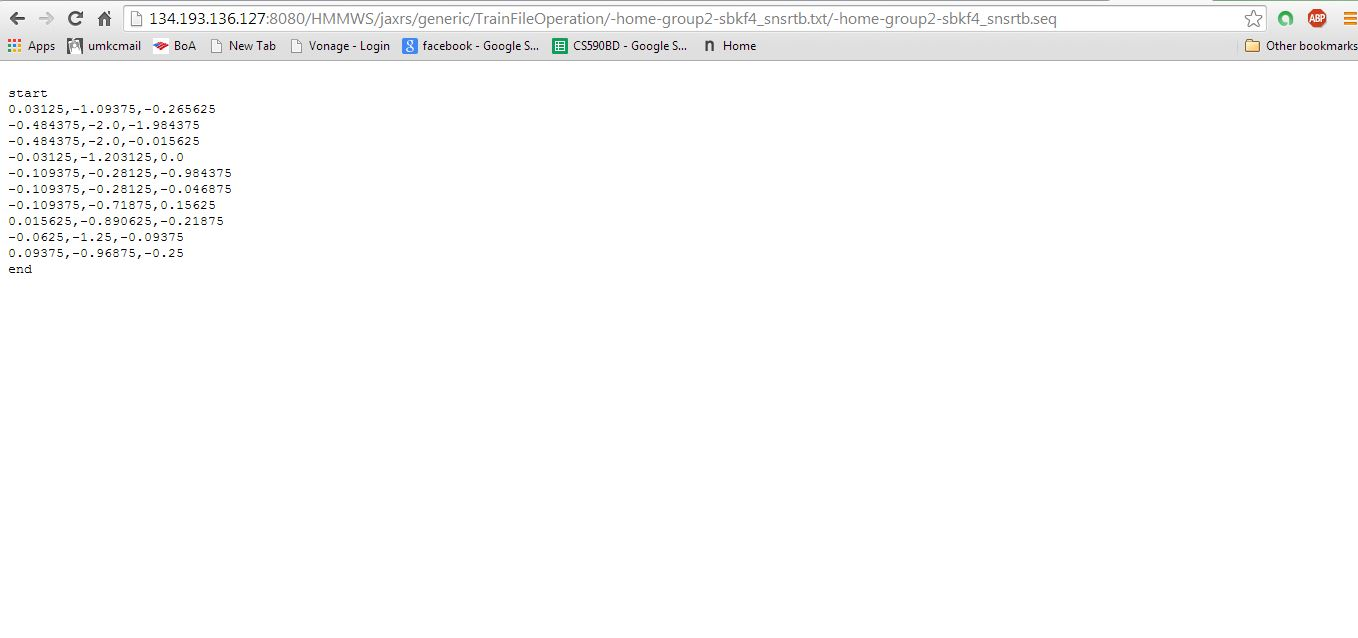 134.193.136.127:8080/HMMWS/jaxrs/generic/TrainFileOperation/-home-group2-sbkf4_snsrtb.txt/-home-group2-sbkf4_snsrtb.seq
ABP
Apps umkcmail BoA New Tab Vonage - Login facebook - Google S... CS590BD - Google S... Home Other bookmarks
start
0.03125,-1.09375,-0.265625
-0.484375,-2.0,-1.984375
-0.484375,-2.0,-0.015625
-0.03125,-1.203125,0.0
-0.109375,-0.28125,-0.984375
-0.109375,-0.28125,-0.046875
-0.109375,-0.71875,0.15625
0.015625,-0.890625,-0.21875
-0.0625,-1.25,-0.09375
0.09375,-0.96875,-0.25
end